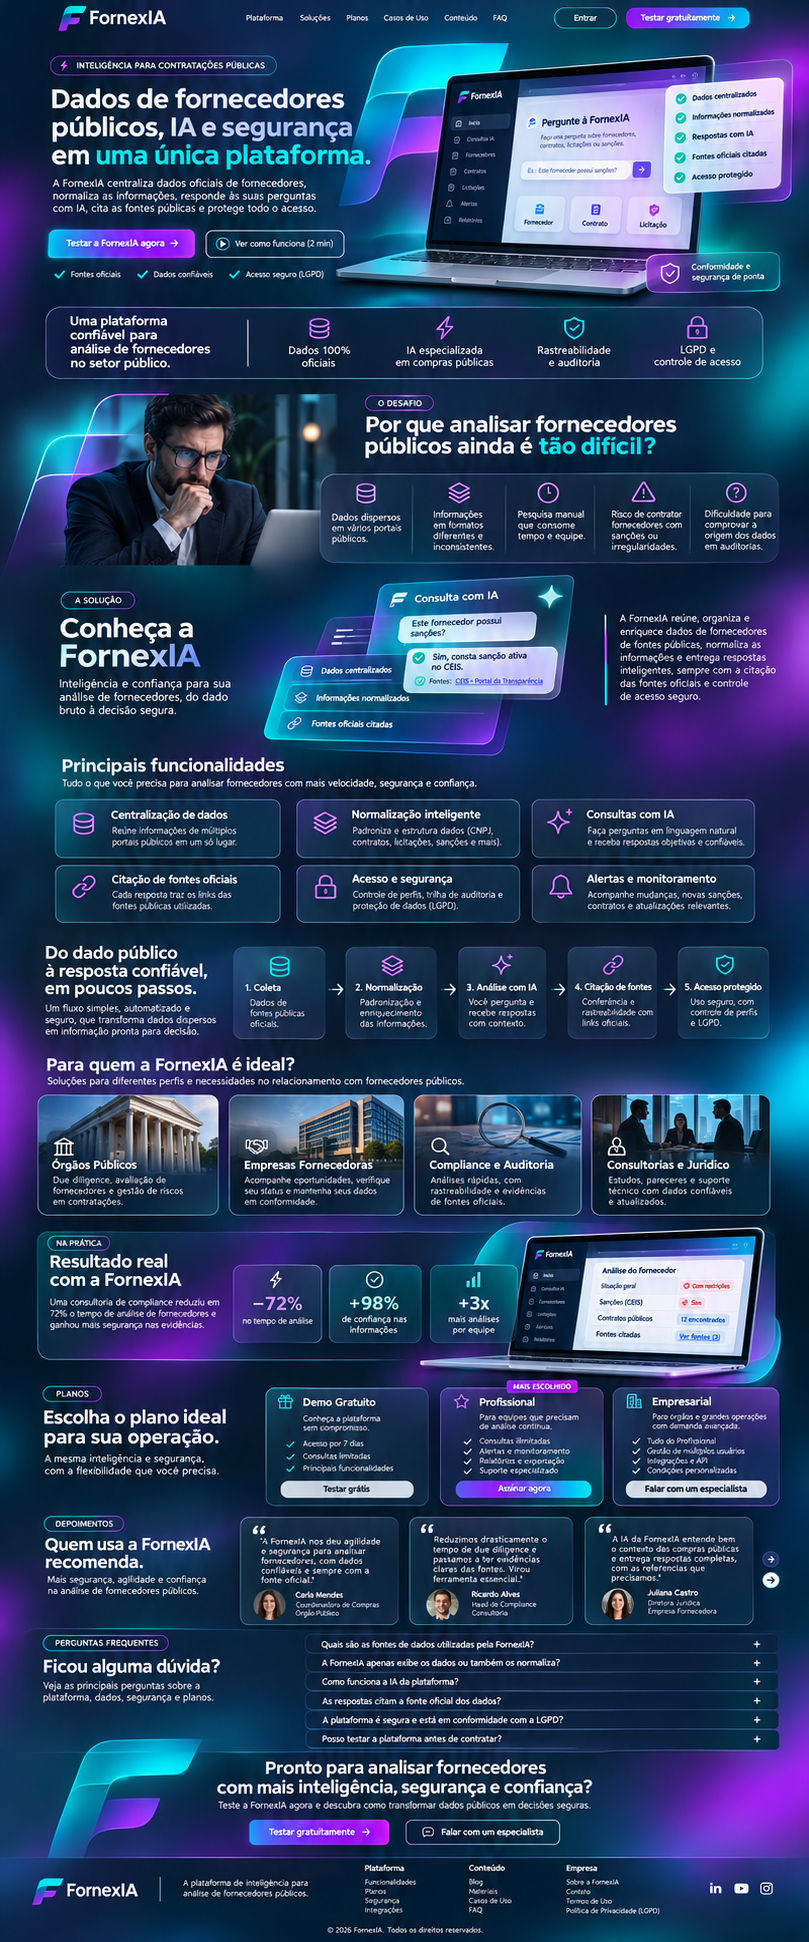 FornexIA
Plataforma
Soluções
Planos
Casos de Uso
Conteúdo
FAQ
Entrar
Testar gratuitamente →
INTELIGÊNCIA PARA CONTRATAÇÕES PÚBLICAS
Dados de fornecedores
públicos, IA e segurança
em uma única plataforma.
A FornexIA centraliza dados oficiais de fornecedores,
normaliza as informações, responde às suas perguntas
com IA, cita as fontes públicas e protege todo o acesso.
Testar a FornexIA agora →
Ver como funciona (2 min)
Fontes oficiais
Dados confiáveis
Acesso seguro (LGPD)
FornexIA
Início
Consulta IA
Fornecedores
Contratos
Licitações
Alertas
Relatórios
Pergunte à FornexIA
Faça uma pergunta sobre fornecedores,
contratos, licitações ou sanções.
Ex.: Este fornecedor possui sanções?
Fornecedor
Contrato
Licitação
Dados centralizados
Informações normalizadas
Respostas com IA
Fontes oficiais citadas
Acesso protegido
Conformidade e
segurança de ponta
Uma plataforma
confiável para
análise de fornecedores
no setor público.
Dados 100%
oficiais
IA especializada
em compras públicas
Rastreabilidade
e auditoria
LGPD e
controle de acesso
O DESAFIO
Por que analisar fornecedores
públicos ainda é tão difícil?
Dados dispersos
em vários portais
públicos.
Informações
em formatos
diferentes e
inconsistentes.
Pesquisa manual
que consome
tempo e equipe.
Risco de contratar
fornecedores com
sanções ou
irregularidades.
Dificuldade para
comprovar a
origem dos dados
em auditorias.
A SOLUÇÃO
Conheça a
FornexIA
Inteligência e confiança para sua
análise de fornecedores, do dado
bruto à decisão segura.
Consulta com IA
Este fornecedor possui
sanções?
Sim, consta sanção ativa
no CEIS.
Fontes: CEIS • Portal da Transparência
Dados centralizados
Informações normalizados
Fontes oficiais citadas
A FornexIA reúne, organiza e
enriquece dados de fornecedores
de fontes públicas, normaliza as
informações e entrega respostas
inteligentes, sempre com a citação
das fontes oficiais e controle
de acesso seguro.
Principais funcionalidades
Tudo o que você precisa para analisar fornecedores com mais velocidade, segurança e confiança.
Centralização de dados
Reúne informações de múltiplos
portais públicos em um só lugar.
Normalização inteligente
Padroniza e estrutura dados (CNPJ,
contratos, licitações, sanções e mais).
Consultas com IA
Faça perguntas em linguagem natural
e receba respostas objetivas e confiáveis.
Citação de fontes oficiais
Cada resposta traz os links das
fontes públicas utilizadas.
Acesso e segurança
Controle de perfis, trilha de auditoria e
proteção de dados (LGPD).
Alertas e monitoramento
Acompanhe mudanças, novas sanções,
contratos e atualizações relevantes.
Do dado público
à resposta confiável,
em poucos passos.
Um fluxo simples, automatizado e
seguro, que transforma dados dispersos
em informação pronta para decisão.
1. Coleta
Dados de
fontes públicas
oficiais.
→
2. Normalização
Padronização e
enriquecimento
das informações.
→
3. Análise com IA
Você pergunta e
recebe respostas
com contexto.
→
4. Citação de fontes
Conferência e
rastreabilidade com
links oficiais.
→
5. Acesso protegido
Uso seguro, com
controle de perfis
e LGPD.
Para quem a FornexIA é ideal?
Soluções para diferentes perfis e necessidades no relacionamento com fornecedores públicos.
Órgãos Públicos
Due diligence, avaliação de
fornecedores e gestão de riscos
em contratações.
Empresas Fornecedoras
Acompanhe oportunidades, verifique
seu status e mantenha seus dados
em conformidade.
Compliance e Auditoria
Análises rápidas, com
rastreabilidade e evidências
de fontes oficiais.
Consultorias e Jurídico
Estudos, pareceres e suporte
técnico com dados confiáveis
e atualizados.
NA PRÁTICA
Resultado real
com a FornexIA
Uma consultoria de compliance reduziu em
72% o tempo de análise de fornecedores e
ganhou mais segurança nas evidências.
−72%
no tempo de análise
+98%
de confiança nas
informações
+3x
mais análises
por equipe
FornexIA
Início
Consulta IA
Fornecedores
Relatórios
Análise do fornecedor
Situação geral
Com restrições
Sanções (CEIS)
Sim
Contratos públicos
12 encontrados
Fontes citadas
Ver fontes (3)
PLANOS
Escolha o plano ideal
para sua operação.
A mesma inteligência e segurança,
com a flexibilidade que você precisa.
Demo Gratuito
Conheça a plataforma
sem compromisso.
Acesso por 7 dias
Consultas limitadas
Principais funcionalidades
Testar grátis
MAIS ESCOLHIDO
Profissional
Para equipes que precisam
de análise contínua.
Consultas ilimitadas
Alertas e monitoramento
Relatórios e exportação
Suporte especializado
Assinar agora
Empresarial
Para órgãos e grandes operações
com demanda avançada.
Tudo do Profissional
Gestão de múltiplos usuários
Integrações e API
Condições personalizadas
Falar com um especialista
DEPOIMENTOS
Quem usa a FornexIA
recomenda.
Mais segurança, agilidade e confiança
na análise de fornecedores públicos.
"A FornexIA nos deu agilidade
e segurança para analisar
fornecedores, com dados
confiáveis e sempre com a
fonte oficial."
Carla Mendes
Coordenadora de Compras
Órgão Público
Reduzimos drasticamente o
tempo de due diligence e
passamos a ter evidências
claras das fontes. Virou
ferramenta essencial."
Ricardo Alves
Head de Compliance
Consultoria
"A IA da FornexIA entende bem
o contexto das compras públicas
e entrega respostas completas,
com as referências que
precisamos."
Juliana Castro
Diretora Jurídica
Empresa Fornecedora
PERGUNTAS FREQUENTES
Ficou alguma dúvida?
Veja as principais perguntas sobre a
plataforma, dados, segurança e planos.
Quais são as fontes de dados utilizadas pela FornexIA? +
A FornexIA apenas exibe os dados ou também os normaliza? +
Como funciona a IA da plataforma? +
As respostas citam a fonte oficial dos dados? +
A plataforma é segura e está em conformidade com a LGPD? +
Posso testar a plataforma antes de contratar? +
Pronto para analisar fornecedores
com mais inteligência, segurança e confiança?
Teste a FornexIA agora e descubra como transformar dados públicos em decisões seguras.
Testar gratuitamente →
Falar com um especialista
FornexIA
A plataforma de inteligência para
análise de fornecedores públicos.
Plataforma
Funcionalidades
Planos
Segurança
Integrações
Conteúdo
Blog
Materiais
Casos de Uso
FAQ
Empresa
Sobre a FornexIA
Contato
Termos de Uso
Política de Privacidade (LGPD)
in
© 2026 FornexIA. Todos os direitos reservados.